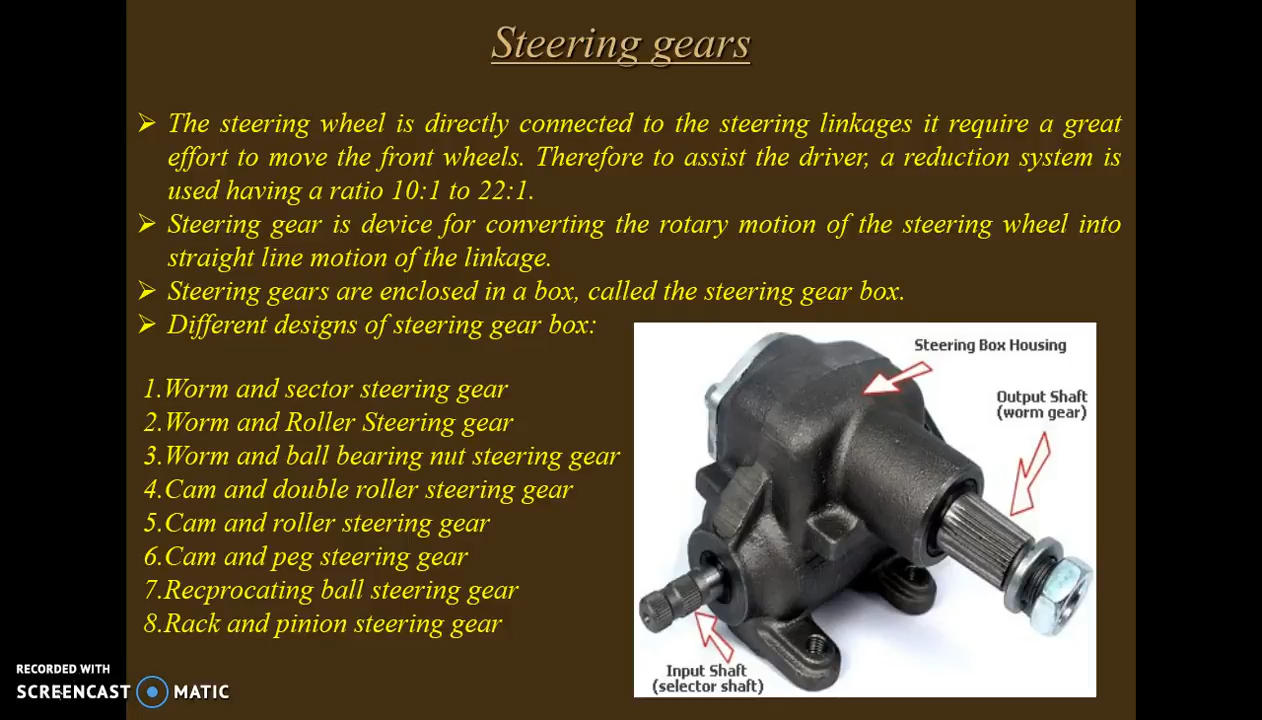 Steering gears
The steering wheel is directly connected to the steering linkages it require a great
effort to move the front wheels. Therefore to assist the driver, a reduction system is
used having a ratio 10:1 to 22:1.
Steering gear is device for converting the rotary motion of the steering wheel into
straight line motion of the linkage.
Steering gears are enclosed in a box, called the steering gear box.
Different designs of steering gear box:
1.Worm and sector steering gear
2.Worm and Roller Steering gear
3.Worm and ball bearing nut steering gear
4.Cam and double roller steering gear
5.Cam and roller steering gear
6.Cam and peg steering gear
7.Recprocating ball steering gear
8.Rack and pinion steering gear
Steering Box Housing
Output Shaft
(worm gear)
Input Shaft
(selector shaft)
RECORDED WITH
SCREENCAST MATIC